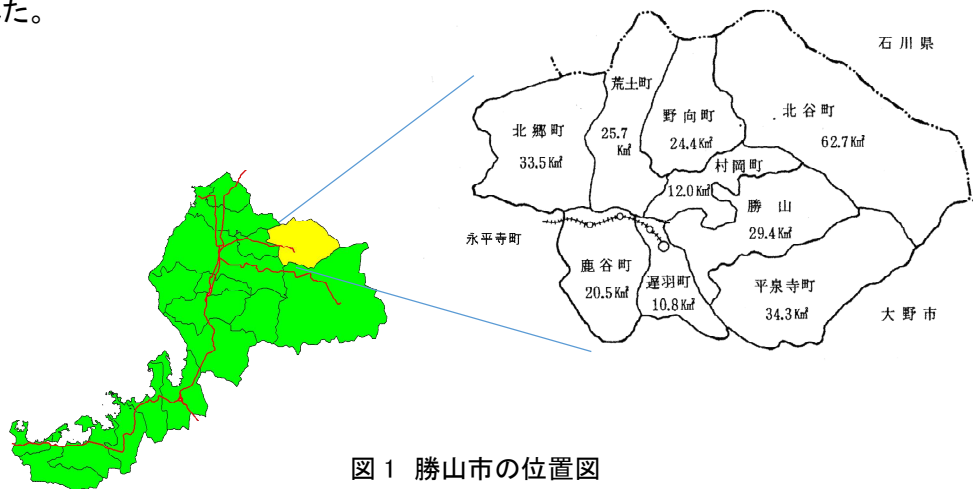 た。
石川県
荒土町
25.7
K㎡
野向町
24.4K㎡
北谷町
62.7K㎡
北郷町
33.5K㎡
村岡町
12.0K㎡
勝山
29.4K㎡
永平寺町
鹿谷町
20.5K㎡
遅羽町
10.8K㎡
平泉寺町
34.3K㎡
大野市
図1 勝山市の位置図